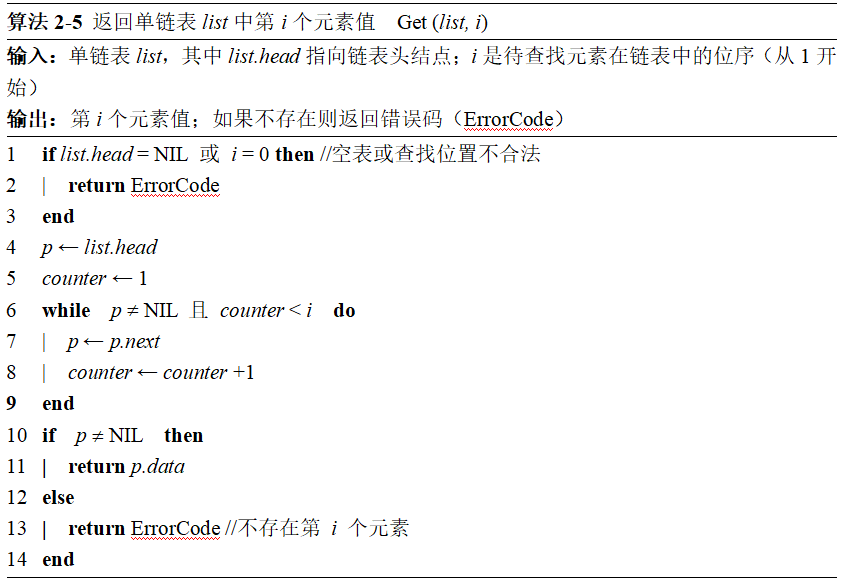 算法 2-5 返回单链表 list 中第 i 个元素值 Get (list, i)
输入：单链表 list，其中 list.head 指向链表头结点；i 是待查找元素在链表中的位序（从 1 开
始）
输出：第 i 个元素值；如果不存在则返回错误码（ErrorCode）
1 if list.head = NIL 或 i = 0 then //空表或查找位置不合法
2 | return ErrorCode
3 end
4 p ← list.head
5 counter ← 1
6 while p ≠ NIL 且 counter < i do
7 | p ← p.next
8 | counter ← counter +1
9 end
10 if p ≠ NIL then
11 | return p.data
12 else
13 | return ErrorCode //不存在第 i 个元素
14 end